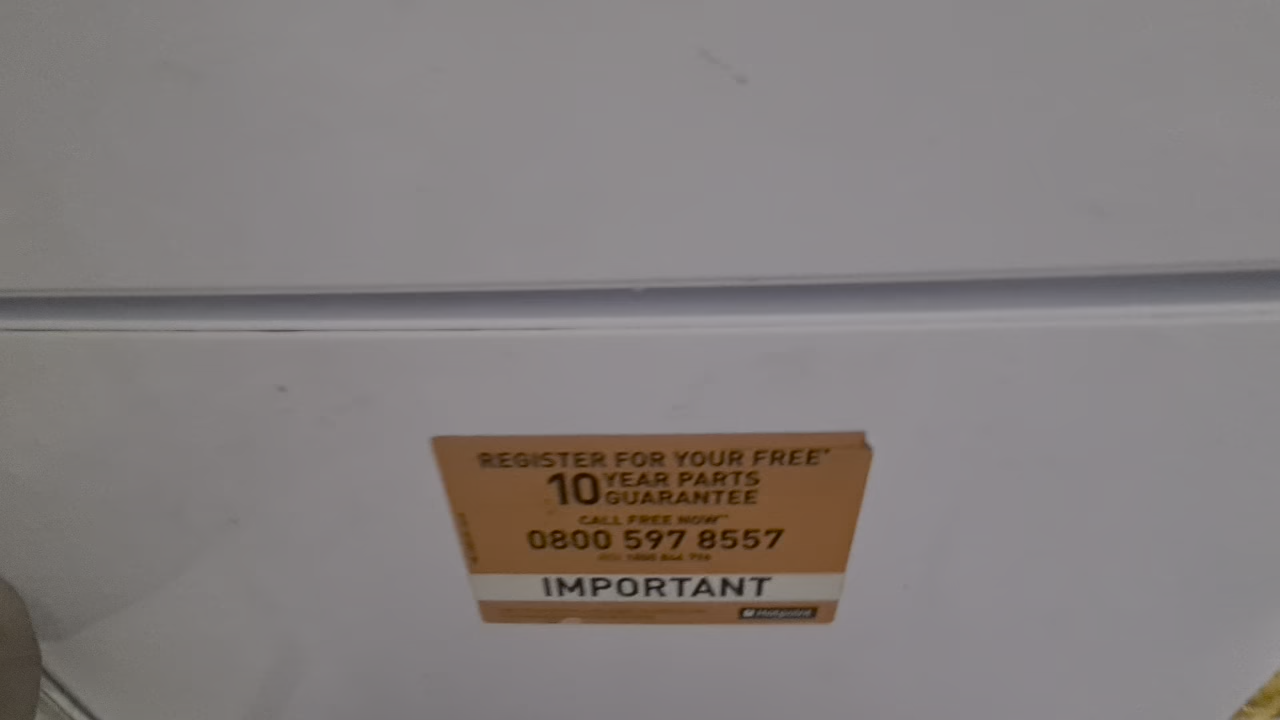 REGISTER FOR YOUR FREE*
10 YEAR PARTS
GUARANTEE
CALL FREE NOW**
0800 597 8557
IMPORTANT
Hotpoint